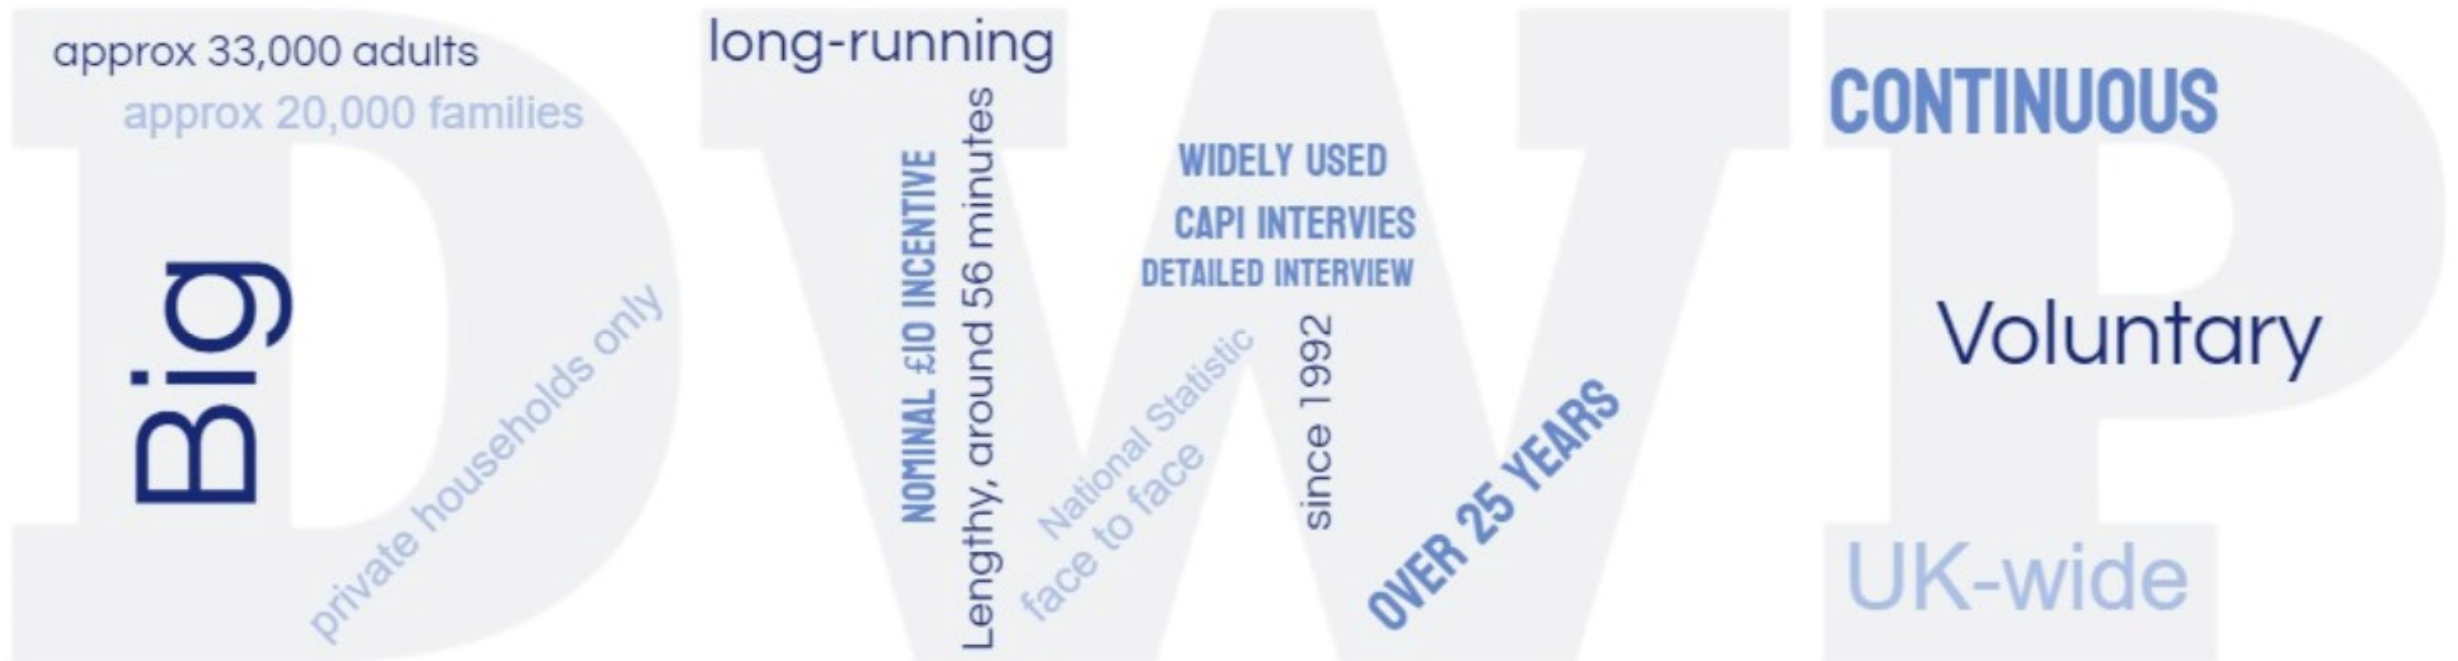 approx 33,000 adults
approx 20,000 families
Big
private households only
long-running
NOMINAL £10 INCENTIVE
Lengthy, around 56 minutes
WIDELY USED
CAPI INTERVIES
DETAILED INTERVIEW
National Statistic
face to face
since 1992
OVER 25 YEARS
CONTINUOUS
Voluntary
UK-wide
DWP